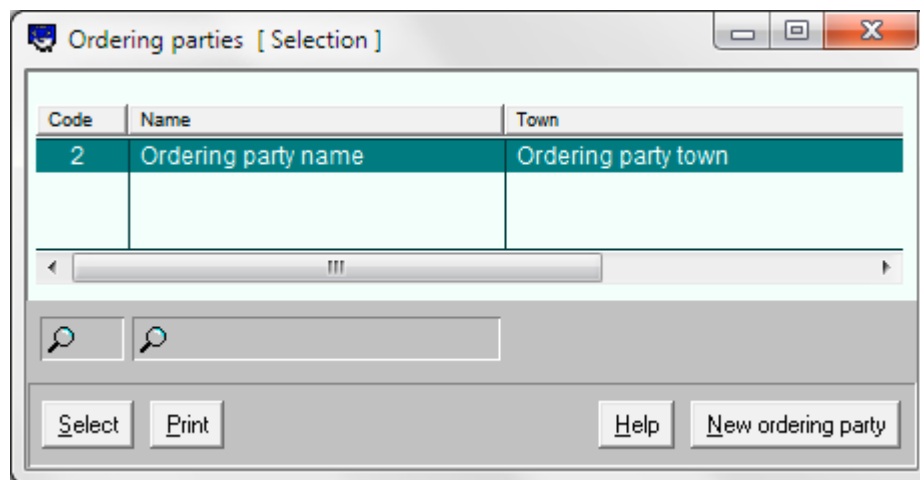 Ordering parties [ Selection ]
Code Name Town
2 Ordering party name Ordering party town
Select Print Help New ordering party